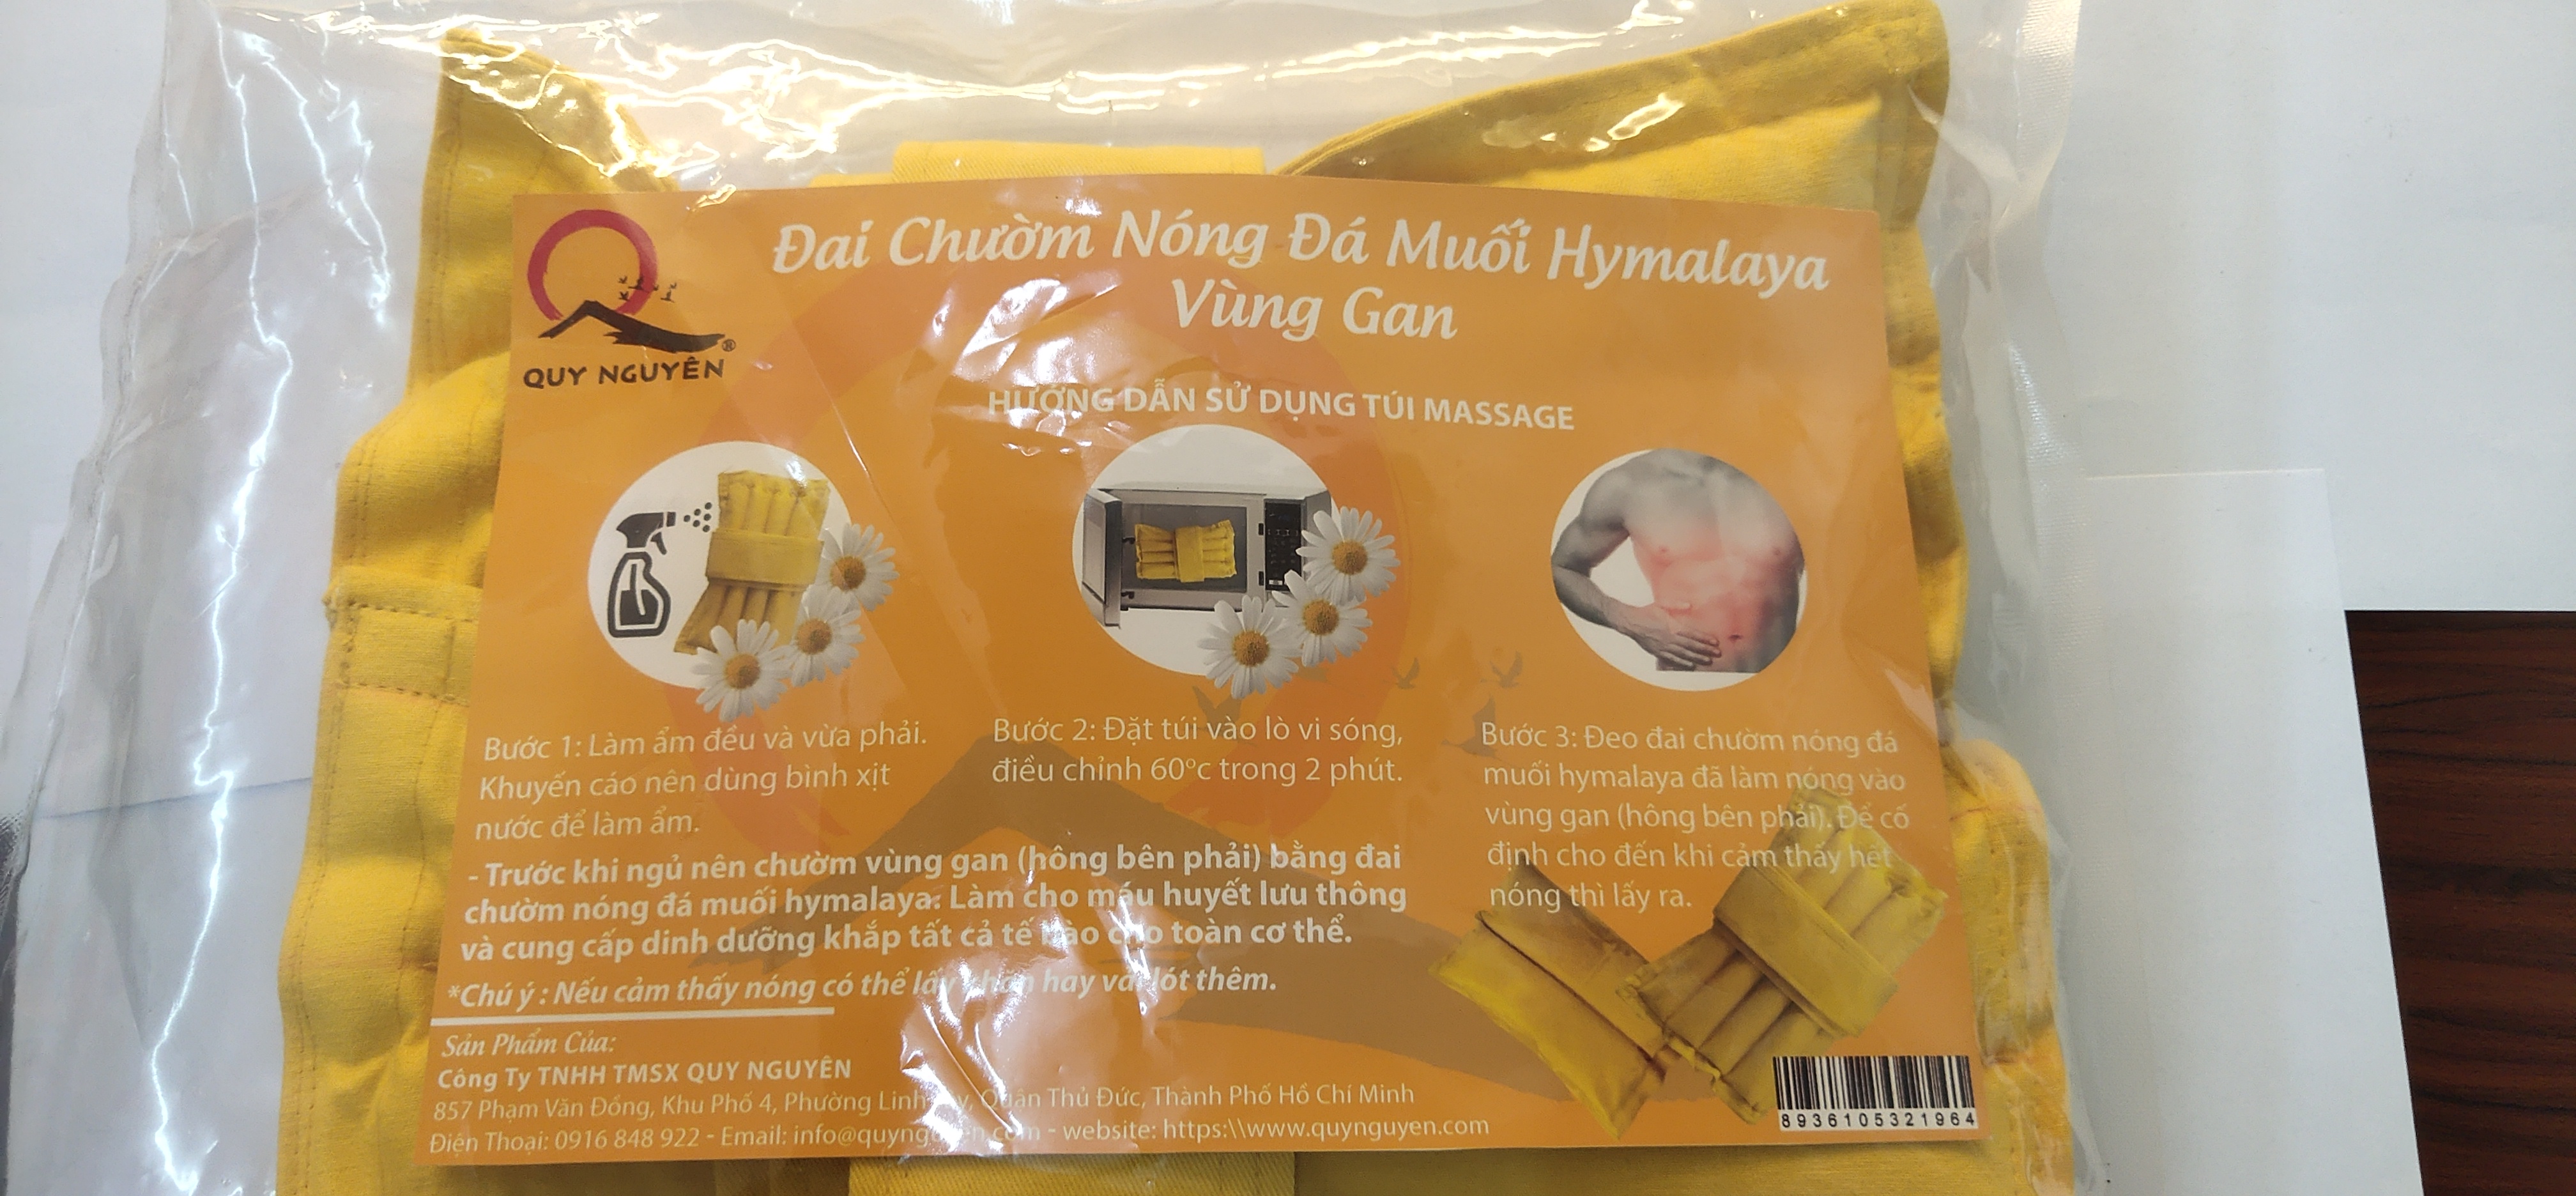 Đai Chườm Nóng Đá Muối Hymalaya
Vùng Gan
QUY NGUYÊN®
HƯỚNG DẪN SỬ DỤNG TÚI MASSAGE
Bước 1: Làm ẩm đều và vừa phải.
Khuyến cáo nên dùng bình xịt
nước để làm ẩm.
Bước 2: Đặt túi vào lò vi sóng,
điều chỉnh 60ºc trong 2 phút.
Bước 3: Đeo đai chườm nóng đá
muối hymalaya đã làm nóng vào
vùng gan (hông bên phải). Để cố
định cho đến khi cảm thấy hết
nóng thì lấy ra.
- Trước khi ngủ nên chườm vùng gan (hông bên phải) bằng đai
chườm nóng đá muối hymalaya. Làm cho máu huyết lưu thông
và cung cấp dinh dưỡng khắp tất cả tế bào cho toàn cơ thể.
*Chú ý : Nếu cảm thấy nóng có thể lấy khăn hay vải lót thêm.
Sản Phẩm Của:
Công Ty TNHH TMSX QUY NGUYÊN
857 Phạm Văn Đồng, Khu Phố 4, Phường Linh Quận Thủ Đức, Thành Phố Hồ Chí Minh
Điện Thoại: 0916 848 922 - Email: info@quynguyen.com - website: https:\\www.quynguyen.com
8936105321964